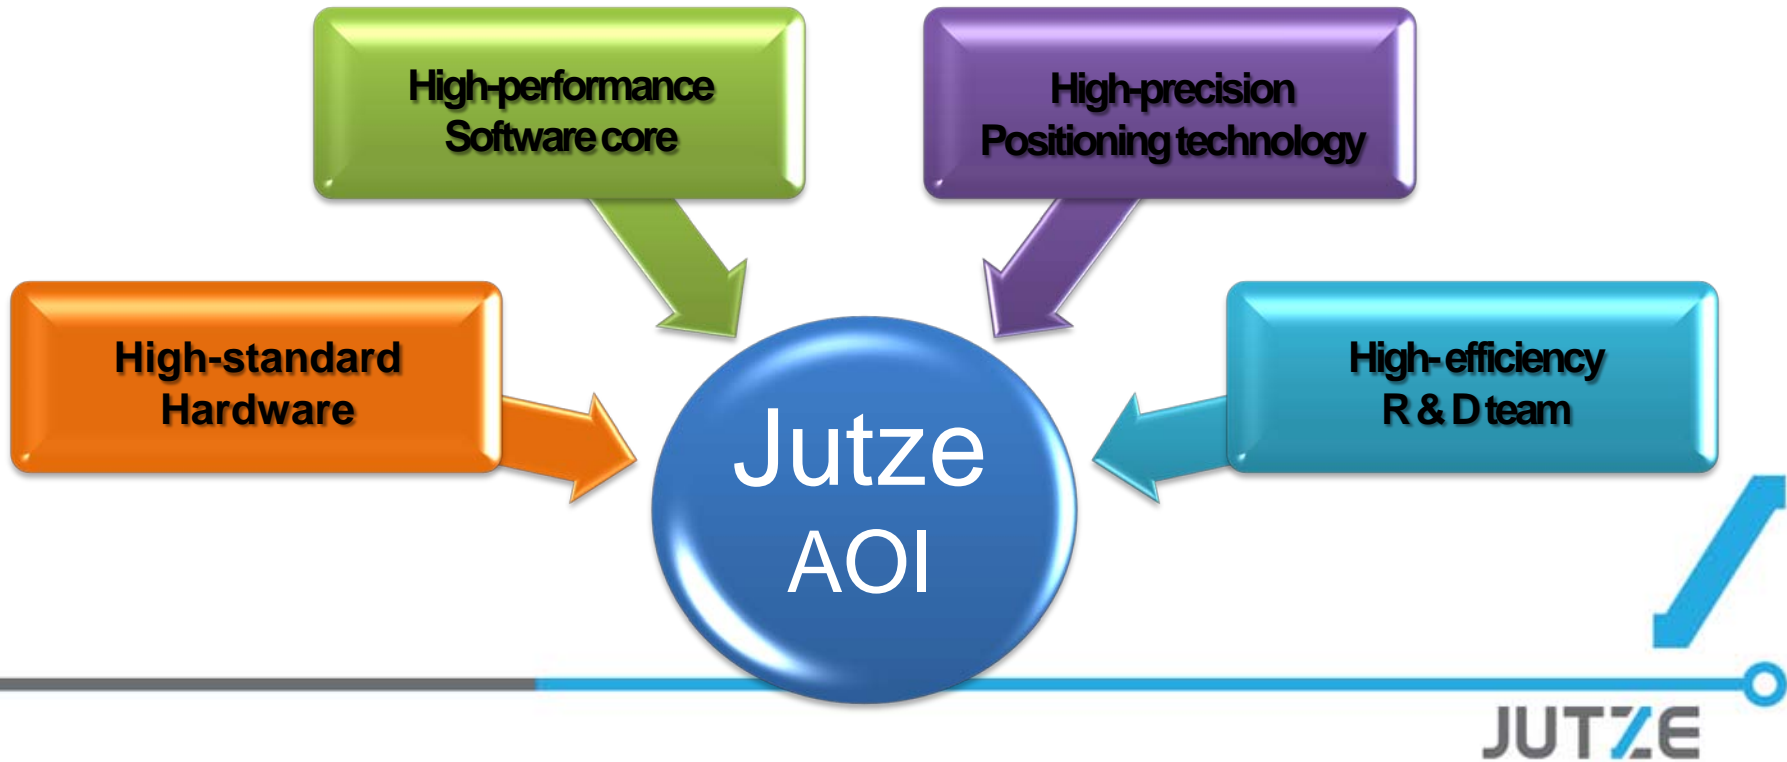 High-performance
Software core
High-precision
Positioning technology
High-standard
Hardware
High- efficiency
R & D team
Jutze
AOI
JUTZE